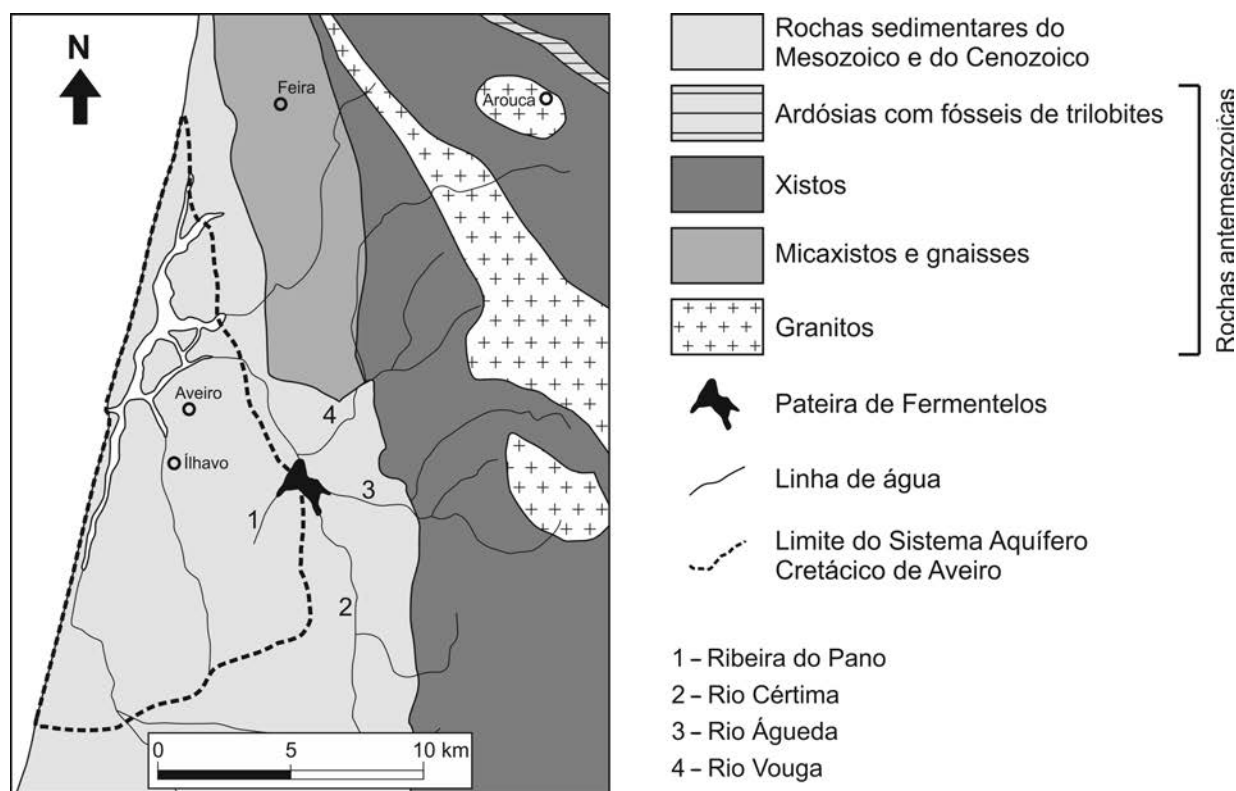 N
Feira
Arouca
Aveiro
Ílhavo
4
3
1
2
0 5 10 km
Rochas sedimentares do
Mesozoico e do Cenozoico
Ardósias com fósseis de trilobites
Xistos
Micaxistos e gnaisses
Granitos
Rochas antemesozoicas
Pateira de Fermentelos
Linha de água
Limite do Sistema Aquífero
Cretácico de Aveiro
1 – Ribeira do Pano
2 – Rio Cértima
3 – Rio Águeda
4 – Rio Vouga